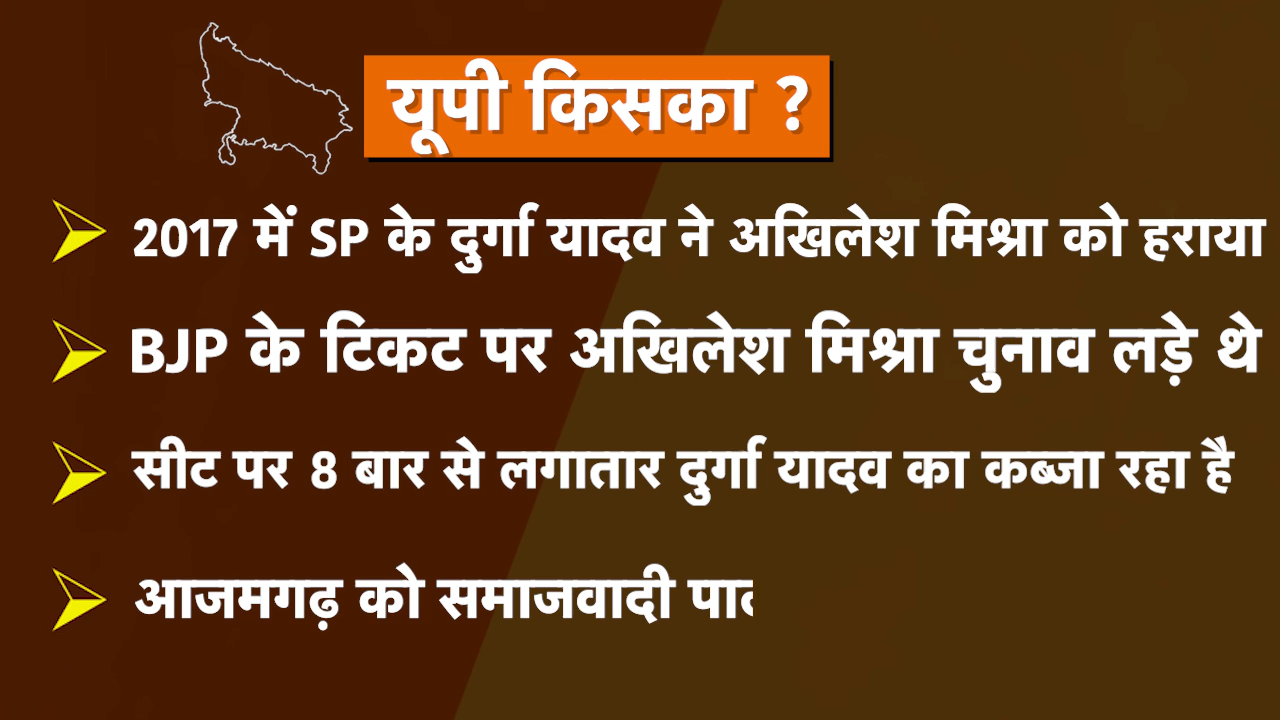 यूपी किसका ?
2017 में SP के दुर्गा यादव ने अखिलेश मिश्रा को हराया
BJP के टिकट पर अखिलेश मिश्रा चुनाव लड़े थे
सीट पर 8 बार से लगातार दुर्गा यादव का कब्जा रहा है
आजमगढ़ को समाजवादी